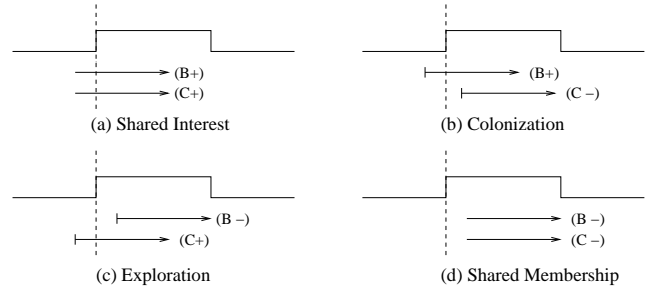 (B+)
(C+)
(a) Shared Interest
(B+)
(C –)
(b) Colonization
(B –)
(C+)
(c) Exploration
(B –)
(C –)
(d) Shared Membership